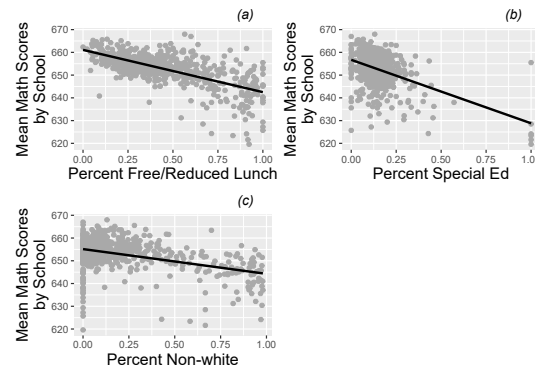 (a)
670
660
650
640
630
620
0.00 0.25 0.50 0.75 1.00
Mean Math Scores
by School
Percent Free/Reduced Lunch
(b)
670
660
650
640
630
620
0.00 0.25 0.50 0.75 1.00
Mean Math Scores
by School
Percent Special Ed
(c)
670
660
650
640
630
620
0.00 0.25 0.50 0.75 1.00
Mean Math Scores
by School
Percent Non-white